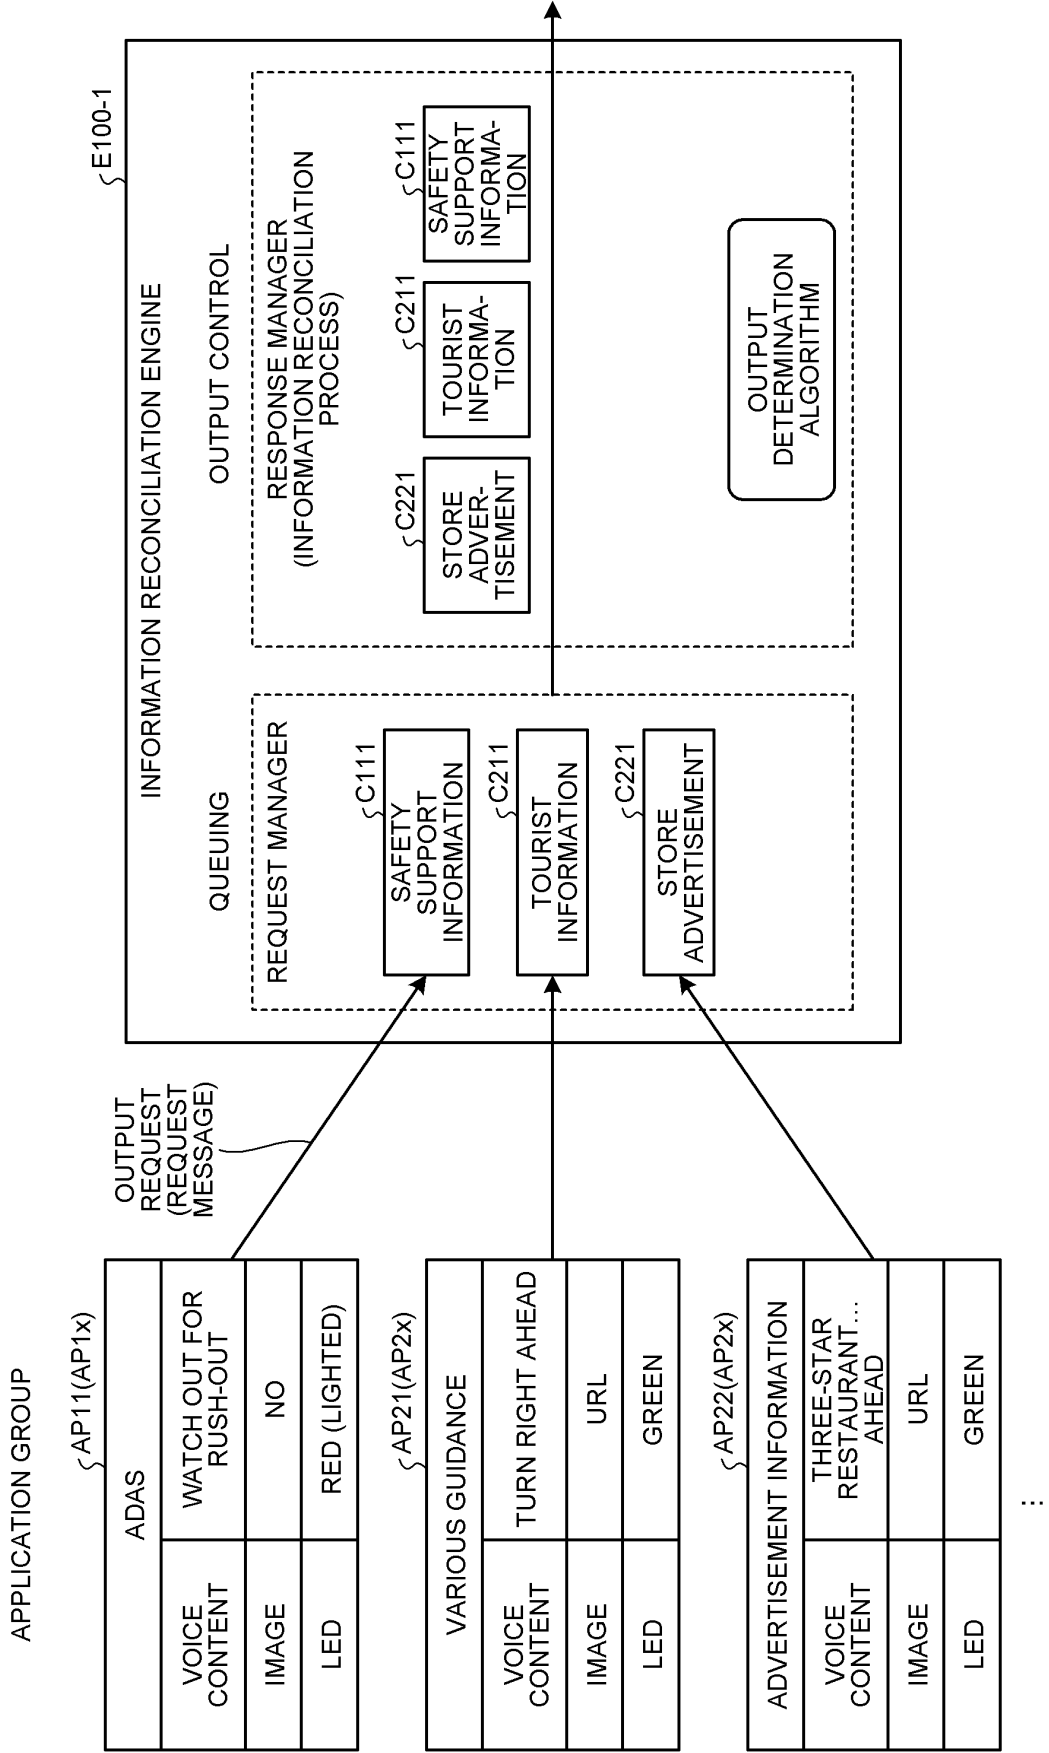 APPLICATION GROUP
AP11(AP1x)
ADAS
VOICE
CONTENT
WATCH OUT FOR
RUSH-OUT
IMAGE
NO
LED
RED (LIGHTED)
AP21(AP2x)
VARIOUS GUIDANCE
VOICE
CONTENT
TURN RIGHT AHEAD
IMAGE
URL
LED
GREEN
AP22(AP2x)
ADVERTISEMENT INFORMATION
VOICE
CONTENT
THREE-STAR
RESTAURANT...
AHEAD
IMAGE
URL
LED
GREEN
...
OUTPUT
REQUEST
(REQUEST
MESSAGE)
E100-1
INFORMATION RECONCILIATION ENGINE
QUEUING
REQUEST MANAGER
C111
SAFETY
SUPPORT
INFORMATION
C211
TOURIST
INFORMATION
C221
STORE
ADVERTISEMENT
OUTPUT CONTROL
RESPONSE MANAGER
(INFORMATION RECONCILIATION
PROCESS)
C221
STORE
ADVER-
TISEMENT
C211
TOURIST
INFORMA-
TION
C111
SAFETY
SUPPORT
INFORMA-
TION
OUTPUT
DETERMINATION
ALGORITHM